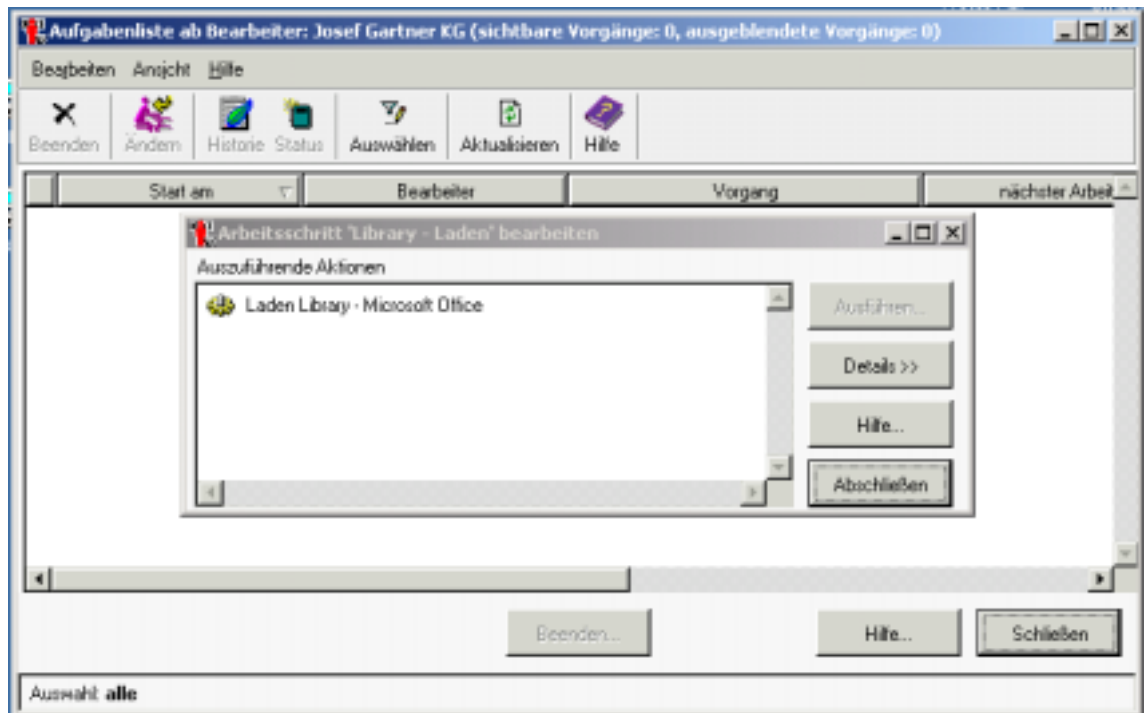 Aufgabenliste ab Bearbeiter: Josef Gartner KG (sichtbare Vorgänge: 0, ausgeblendete Vorgänge: 0)
Bearbeiten Ansicht Hilfe
Beenden Ändern Historie Status Auswählen Aktualisieren Hilfe
Start am Bearbeiter Vorgang nächster Arbeit
Arbeitsschritt 'Library - Laden' bearbeiten
Auszuführende Aktionen
Laden Library - Microsoft Office
Ausführen...
Details >>
Hilfe...
Abschließen
Beenden... Hilfe... Schließen
Auswahl: alle